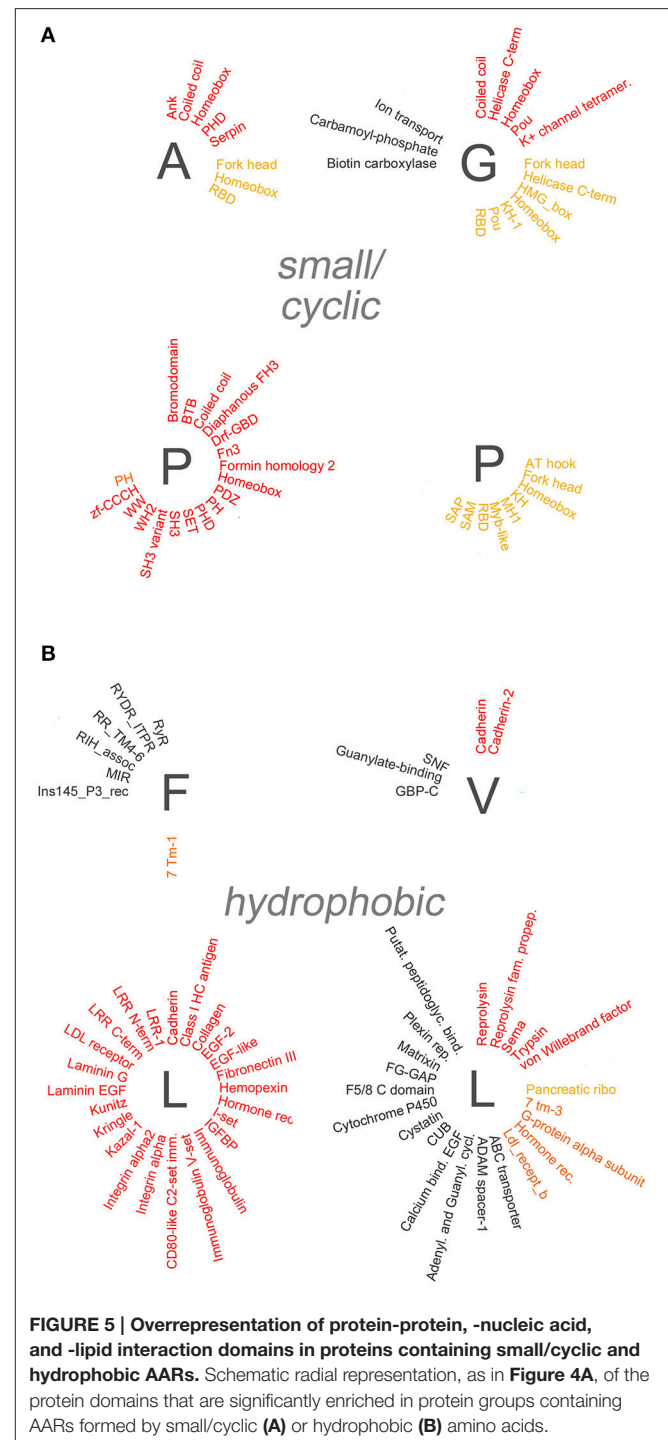 A
Ank
Coiled coil
Homeobox
PHD
Serpin
Fork head
Homeobox
RBD
A
Ion transport
Carbamoyl-phosphate
Biotin carboxylase
Coiled coil
Helicase C-term
Homeobox
Pou
K+ channel tetramer.
Fork head
Helicase C-term
HMG_box
Homeobox
KH-1
Pou
RBD
G
small/
cyclic
Bromodomain
BTB
Coiled coil
Diaphanous FH3
Drf-GBD
Fn3
Formin homology 2
Homeobox
PDZ
PH
PHD
SET
SH3
SH3 variant
WH2
WW
zf-CCCH
PH
P
AT hook
Fork head
Homeobox
KH
MH1
Myb-like
RBD
SAM
SAP
P
B
RyR
RYDR_ITPR
RR_TM4-6
RIH_assoc
MIR
Ins145_P3_rec
F
7 Tm-1
Cadherin
Cadherin-2
SNF
Guanylate-binding
GBP-C
V
hydrophobic
Cadherin
Class I HC antigen
Collagen
EGF-2
EGF-like
Fibronectin III
Hemopexin
Hormone rec
I-set
IGFBP
Immunoglobulin
Immunoglobulin V-set
CD80-like C2-set imm.
Integrin alpha
Integrin alpha2
Kazal-1
Kringle
Kunitz
Laminin EGF
Laminin G
LDL receptor
LRR C-term
LRR N-term
LRR-1
L
Reprolysin
Reprolysin fam. propep.
Sema
Trypsin
von Willebrand factor
Pancreatic ribo
7 tm-3
G-protein alpha subunit
Hormone rec.
Ldl_recept_b
ABC transporter
ADAM spacer-1
Adenyl. and Guanyl. cycl.
Calcium bind. EGF
CUB
Cystatin
Cytochrome P450
F5/8 C domain
FG-GAP
Matrixin
Plexin rep.
Putat. peptidoglyc. bind.
L
FIGURE 5 | Overrepresentation of protein-protein, -nucleic acid,
and -lipid interaction domains in proteins containing small/cyclic and
hydrophobic AARs. Schematic radial representation, as in Figure 4A, of the
protein domains that are significantly enriched in protein groups containing
AARs formed by small/cyclic (A) or hydrophobic (B) amino acids.